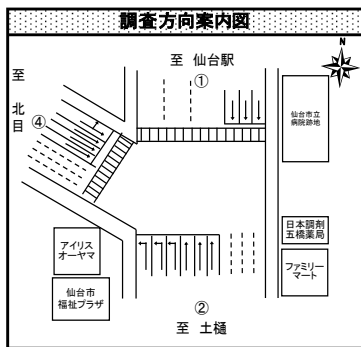 調査方向案内図
至 仙台駅
①
N
至
北
目
④
仙台市立
病院跡地
日本調剤
五橋薬局
ファミリー
マート
アイリス
オーヤマ
仙台市
福祉プラザ
②
至 土樋